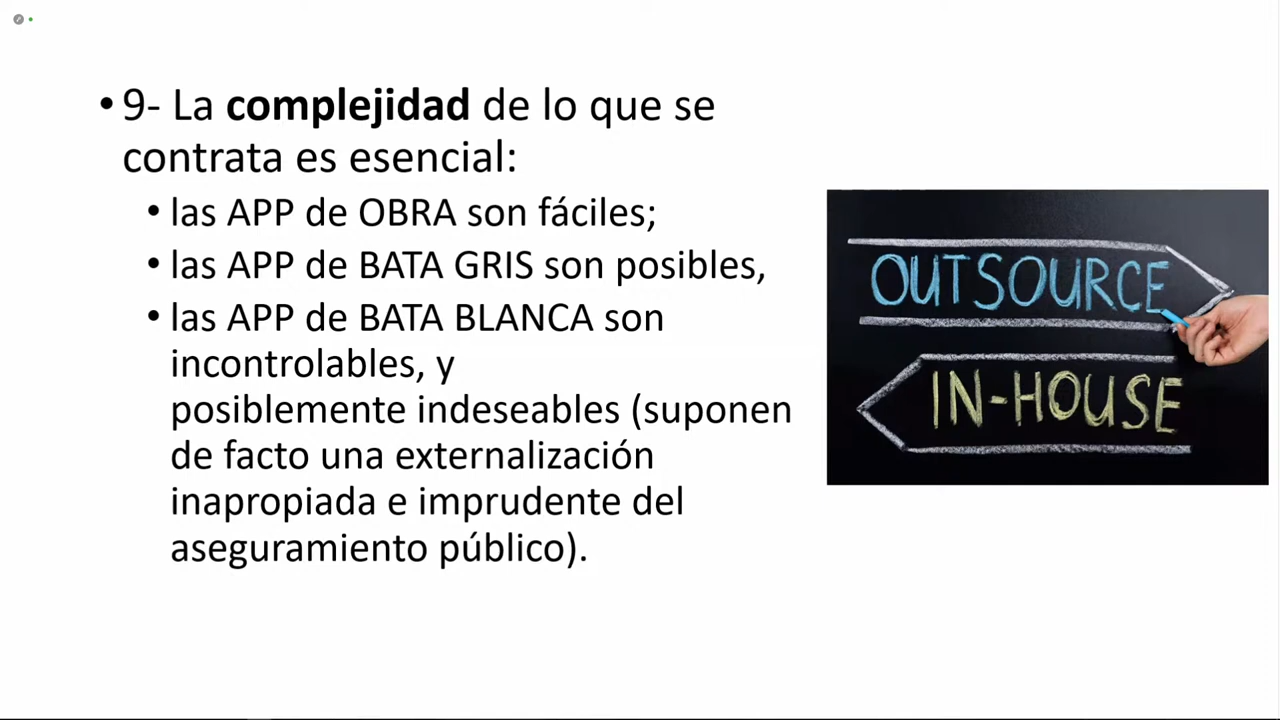 • 9- La complejidad de lo que se
contrata es esencial:
• las APP de OBRA son fáciles;
• las APP de BATA GRIS son posibles,
• las APP de BATA BLANCA son
incontrolables, y
posiblemente indeseables (suponen
de facto una externalización
inapropiada e imprudente del
aseguramiento público).
OUTSOURCE
IN-HOUSE